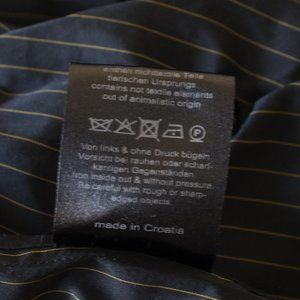 enthält nichttextile Teile
tierischen Ursprungs
contains not textile elements
out of animalistic origin
P
Von links & ohne Druck bügeln
Vorsicht bei rauhen oder scharf-
kantigen Gegenständen
Iron inside out & without pressure.
Be careful with rough or sharp-
edged objects.
made in Croatia